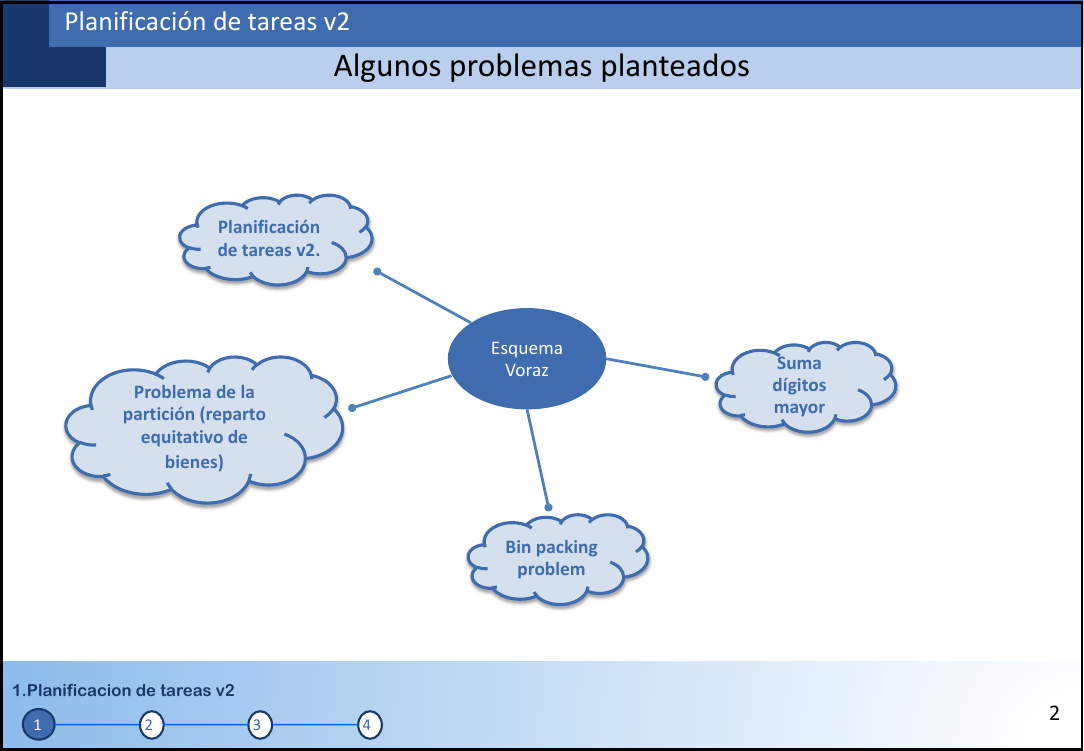 Planificación de tareas v2
Algunos problemas planteados
Planificación
de tareas v2.
Esquema
Voraz
Suma
dígitos
mayor
Problema de la
partición (reparto
equitativo de
bienes)
Bin packing
problem
1.Planificacion de tareas v2
1 2 3 4
2